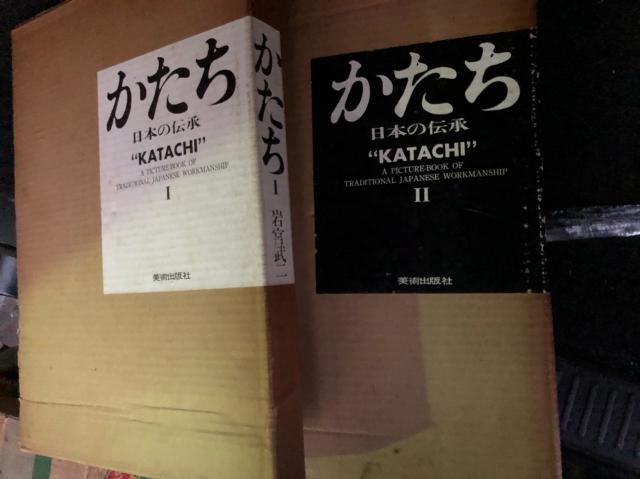 かたち
日本の伝承
"KATACHI"
A PICTURE-BOOK OF
TRADITIONAL JAPANESE WORKMANSHIP
I
美術出版社
かたち I 岩宮武二
かたち
日本の伝承
"KATACHI"
A PICTURE-BOOK OF
TRADITIONAL JAPANESE WORKMANSHIP
II
美術出版社